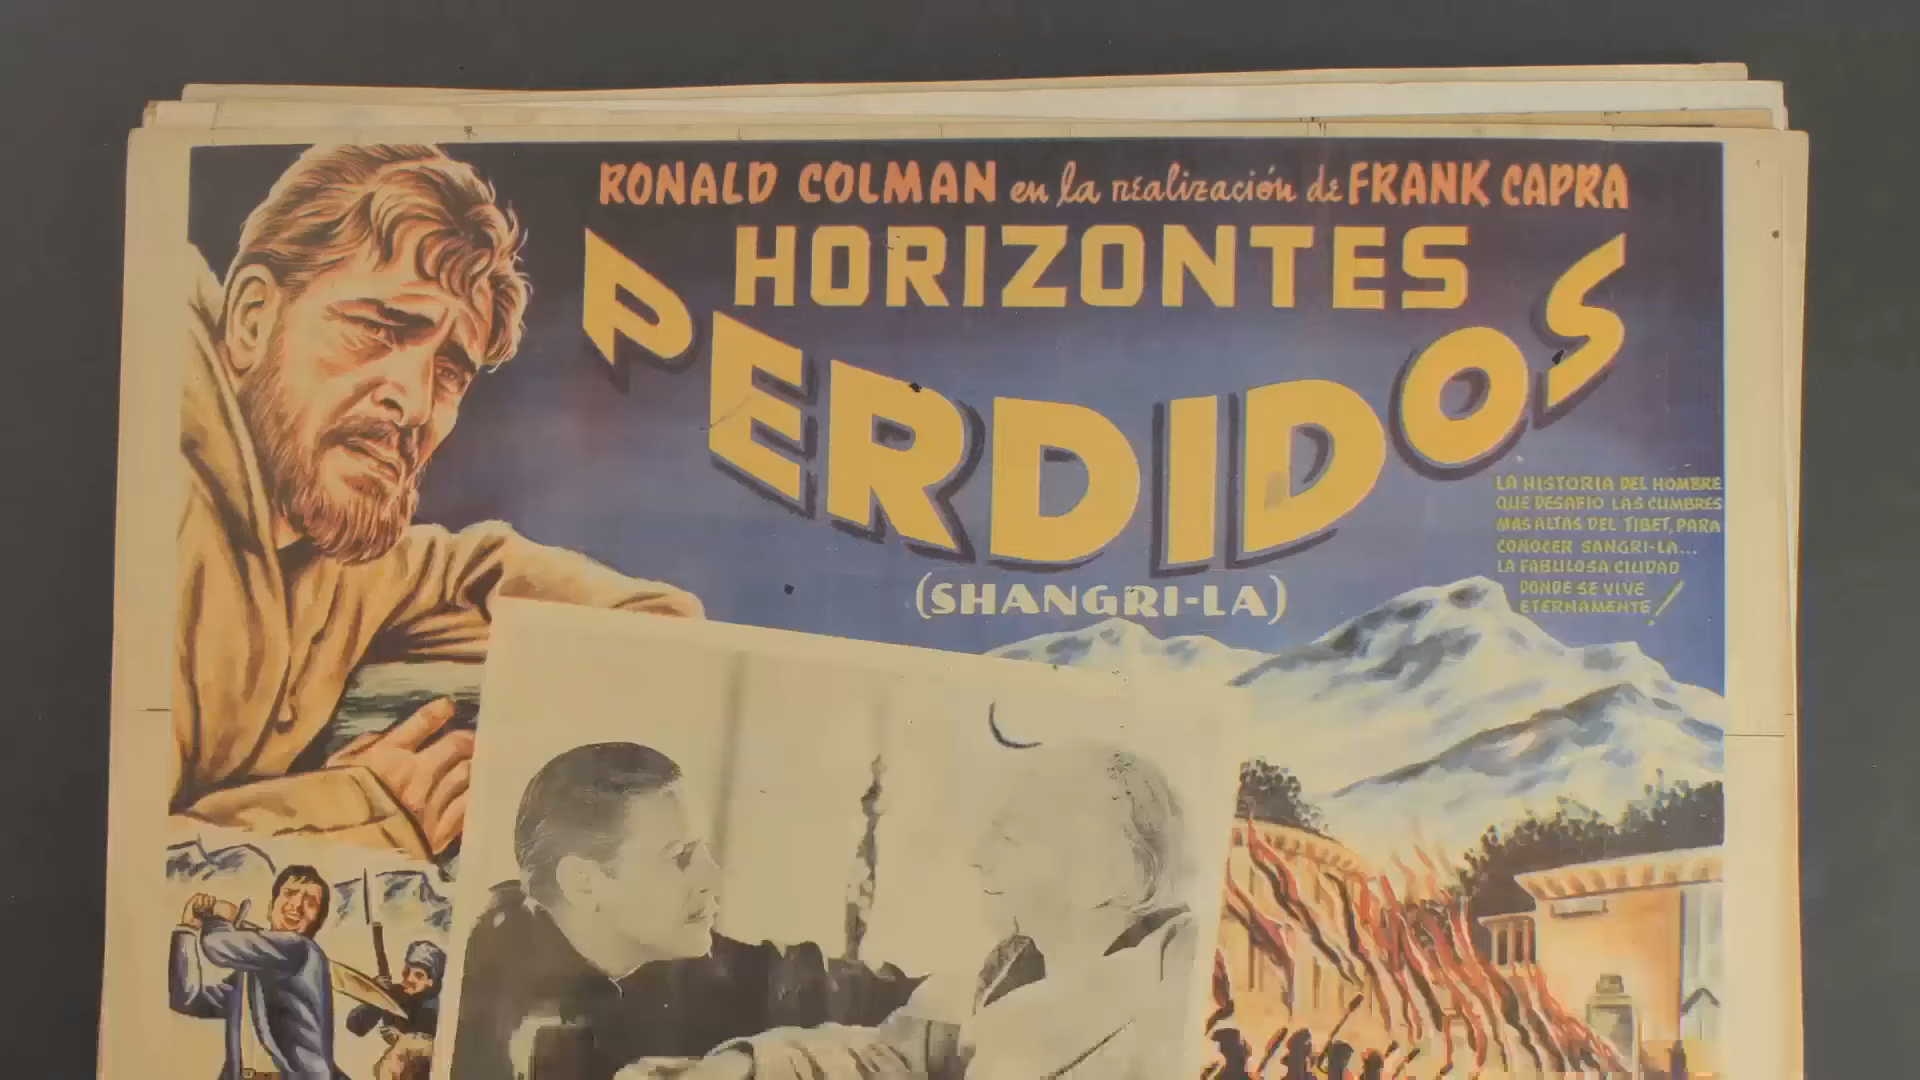 RONALD COLMAN en la realización de FRANK CAPRA
HORIZONTES
PERDIDOS
(SHANGRI-LA)
LA HISTORIA DEL HOMBRE
QUE DESAFIO LAS CUMBRES
MAS ALTAS DEL TIBET, PARA
CONOCER SANGRI-LA...
LA FABULOSA CIUDAD
DONDE SE VIVE
ETERNAMENTE!